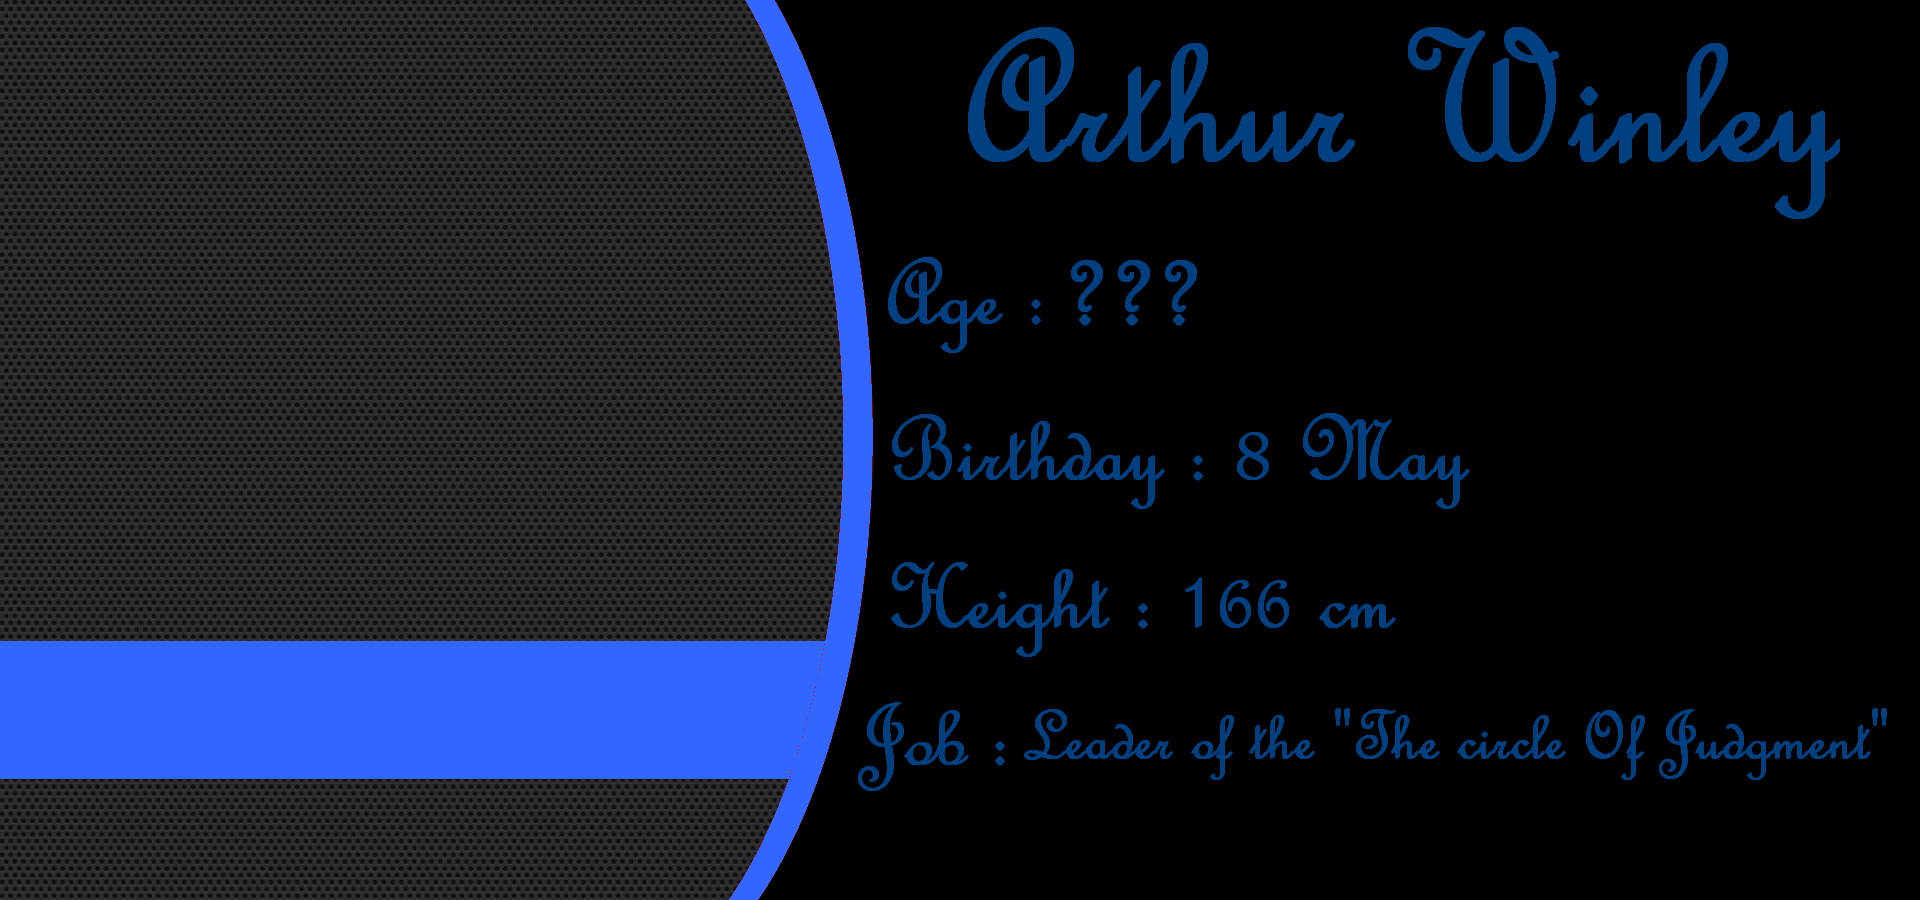 Arthur Winley
Age : ???
Birthday : 8 May
Height : 166 cm
Job : Leader of the "The circle Of Judgment"